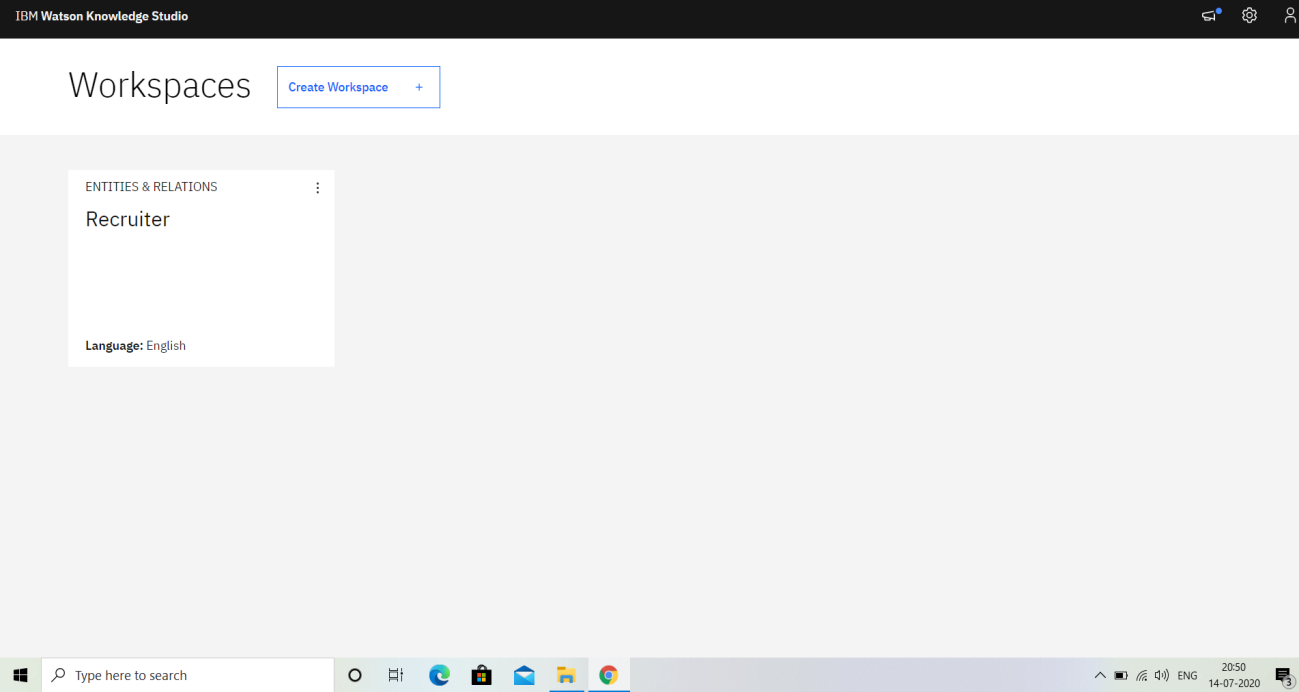 IBM Watson Knowledge Studio
Workspaces
Create Workspace +
ENTITIES & RELATIONS
Recruiter
Language: English
Type here to search
ENG
20:50
14-07-2020
3